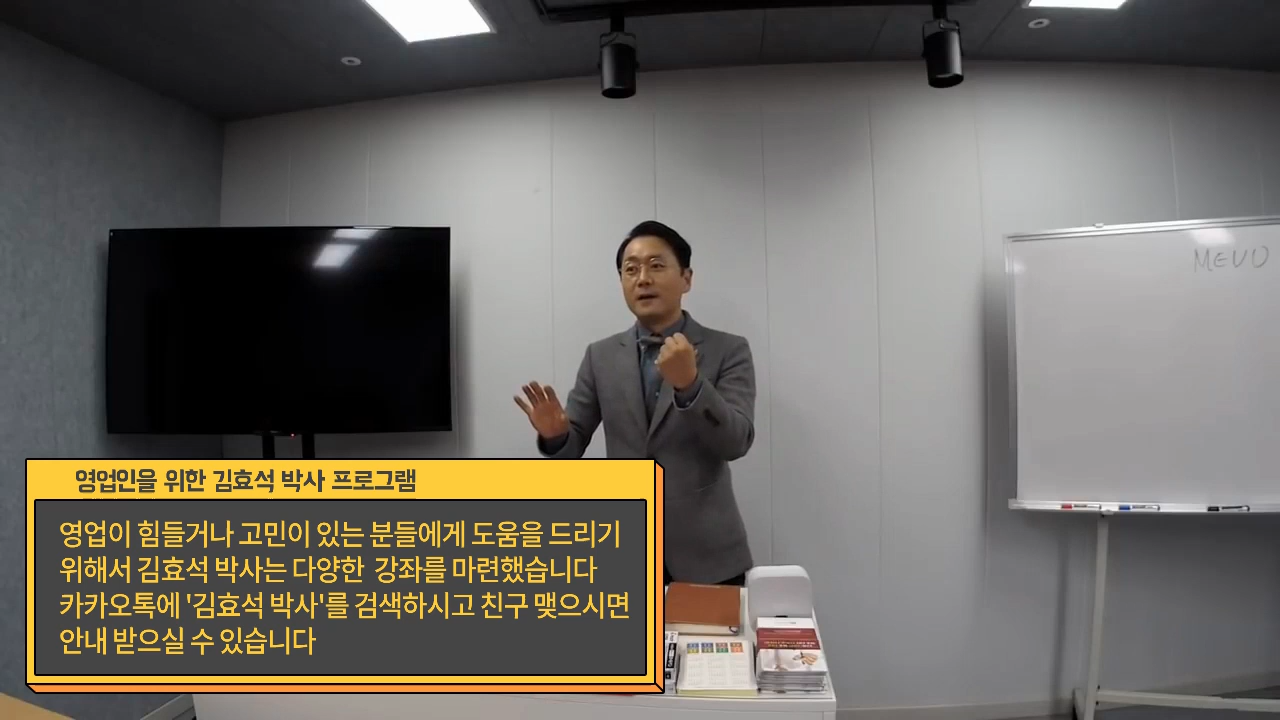 MEVO
영업인을 위한 김효석 박사 프로그램
영업이 힘들거나 고민이 있는 분들에게 도움을 드리기
위해서 김효석 박사는 다양한 강좌를 마련했습니다
카카오톡에 '김효석 박사'를 검색하시고 친구 맺으시면
안내 받으실 수 있습니다